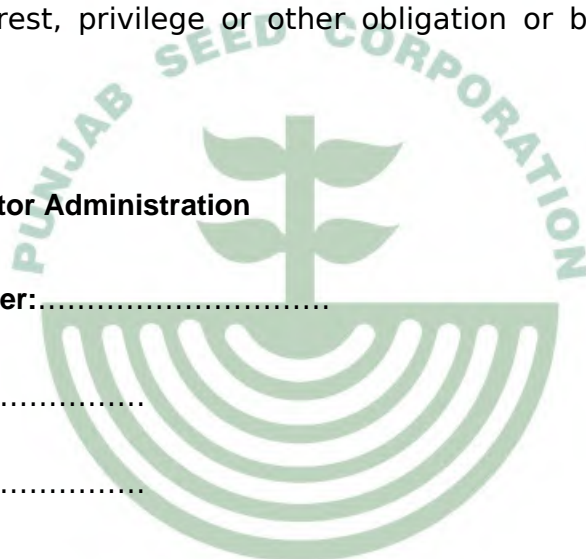 rest, privilege or other obligation or b
PUNJAB SEED CORPORATION
tor Administration
er:..............................
...............
...............